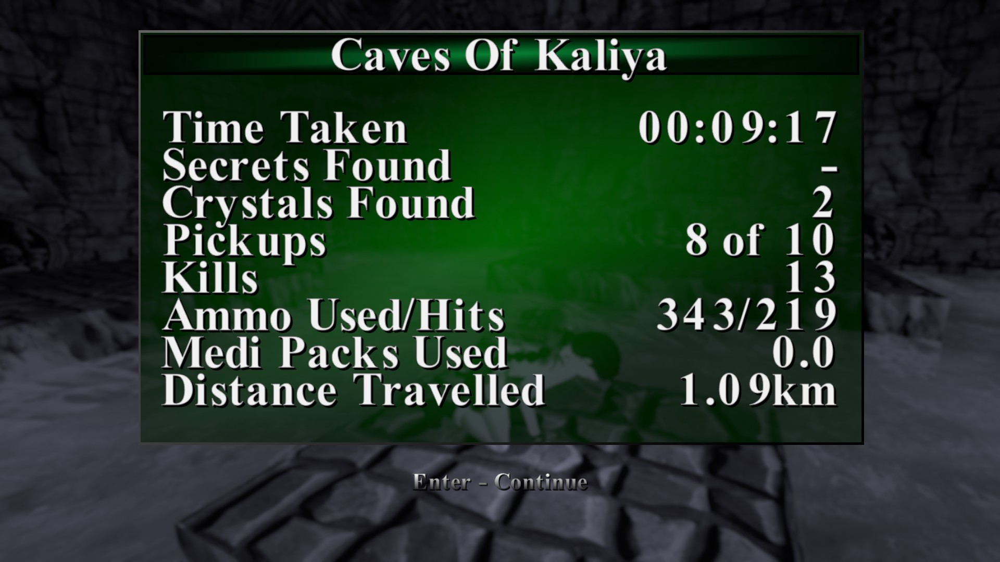 Caves Of Kaliya
Time Taken 00:09:17
Secrets Found -
Crystals Found 2
Pickups 8 of 10
Kills 13
Ammo Used/Hits 343/219
Medi Packs Used 0.0
Distance Travelled 1.09km
Enter - Continue